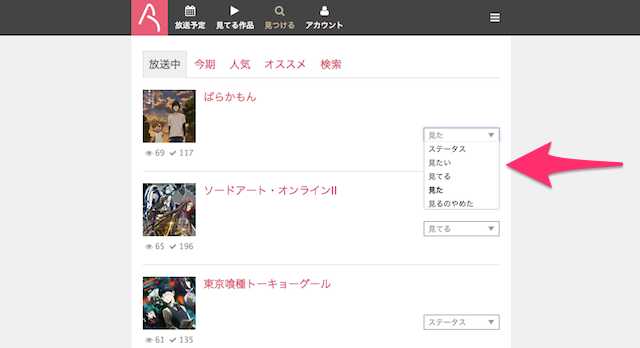 放送予定 見てる作品 見つける アカウント
放送中 今期 人気 オススメ 検索
ばらかもん
見た
ステータス
見たい
見てる
見た
見るのやめた
69 117
ソードアート・オンラインII
見てる
65 196
東京喰種トーキョーグール
ステータス
61 135